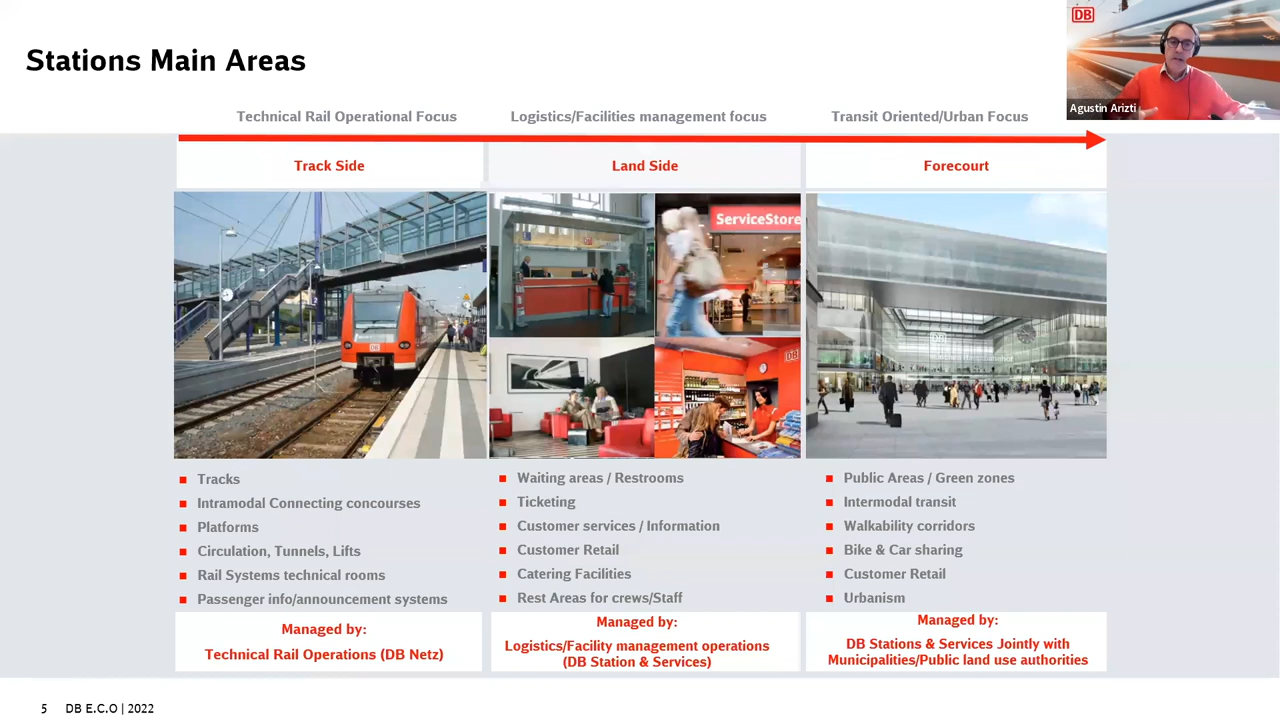 Stations Main Areas
DB
Agustin Arizti
Technical Rail Operational Focus
Logistics/Facilities management focus
Transit Oriented/Urban Focus
Track Side
Land Side
Forecourt
DB
ServiceStore
DB
DB
Tracks
Intramodal Connecting concourses
Platforms
Circulation, Tunnels, Lifts
Rail Systems technical rooms
Passenger info/announcement systems
Managed by:
Technical Rail Operations (DB Netz)
Waiting areas / Restrooms
Ticketing
Customer services / Information
Customer Retail
Catering Facilities
Rest Areas for crews/Staff
Managed by:
Logistics/Facility management operations
(DB Station & Services)
Public Areas / Green zones
Intermodal transit
Walkability corridors
Bike & Car sharing
Customer Retail
Urbanism
Managed by:
DB Stations & Services Jointly with
Municipalities/Public land use authorities
5 DB E.C.O | 2022